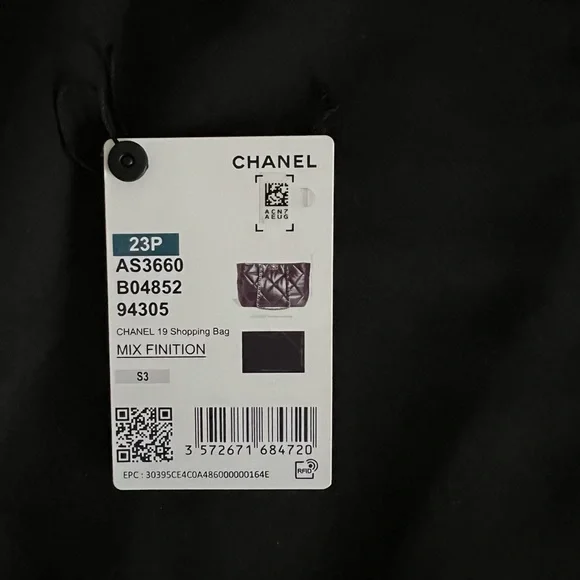 CHANEL
ACN7
AEUG
23P
AS3660
B04852
94305
CHANEL 19 Shopping Bag
MIX FINITION
S3
3 572671 684720
EPC : 30395CE4C0A486000000164E
RFID